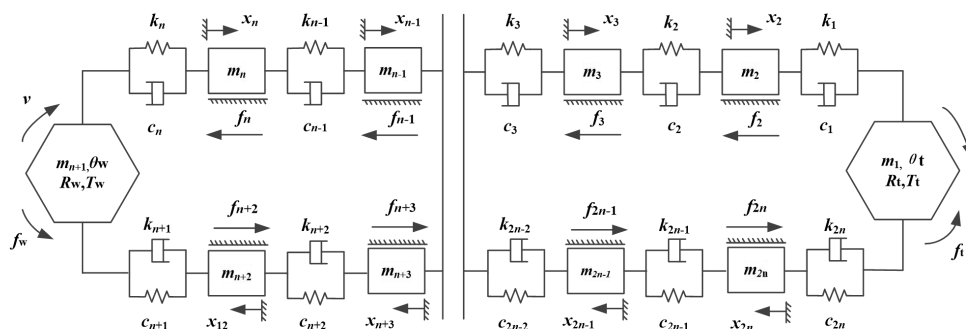 k_n x_n k_{n-1} x_{n-1} k_3 x_3 k_2 x_2 k_1
m_n m_{n-1} m_3 m_2
v c_n f_n c_{n-1} f_{n-1} c_3 f_3 c_2 f_2 c_1
m_{n+1},θw m_1, θt
Rw,Tw Rt,Tt
f_w k_{n+1} f_{n+2} k_{n+2} f_{n+3} k_{2n-2} f_{2n-1} k_{2n-1} f_{2n} k_{2n} f_t
m_{n+2} m_{n+3} m_{2n-1} m_{2n}
c_{n+1} x_{12} c_{n+2} x_{n+3} c_{2n-2} x_{2n-1} c_{2n-1} x_{2n} c_{2n}